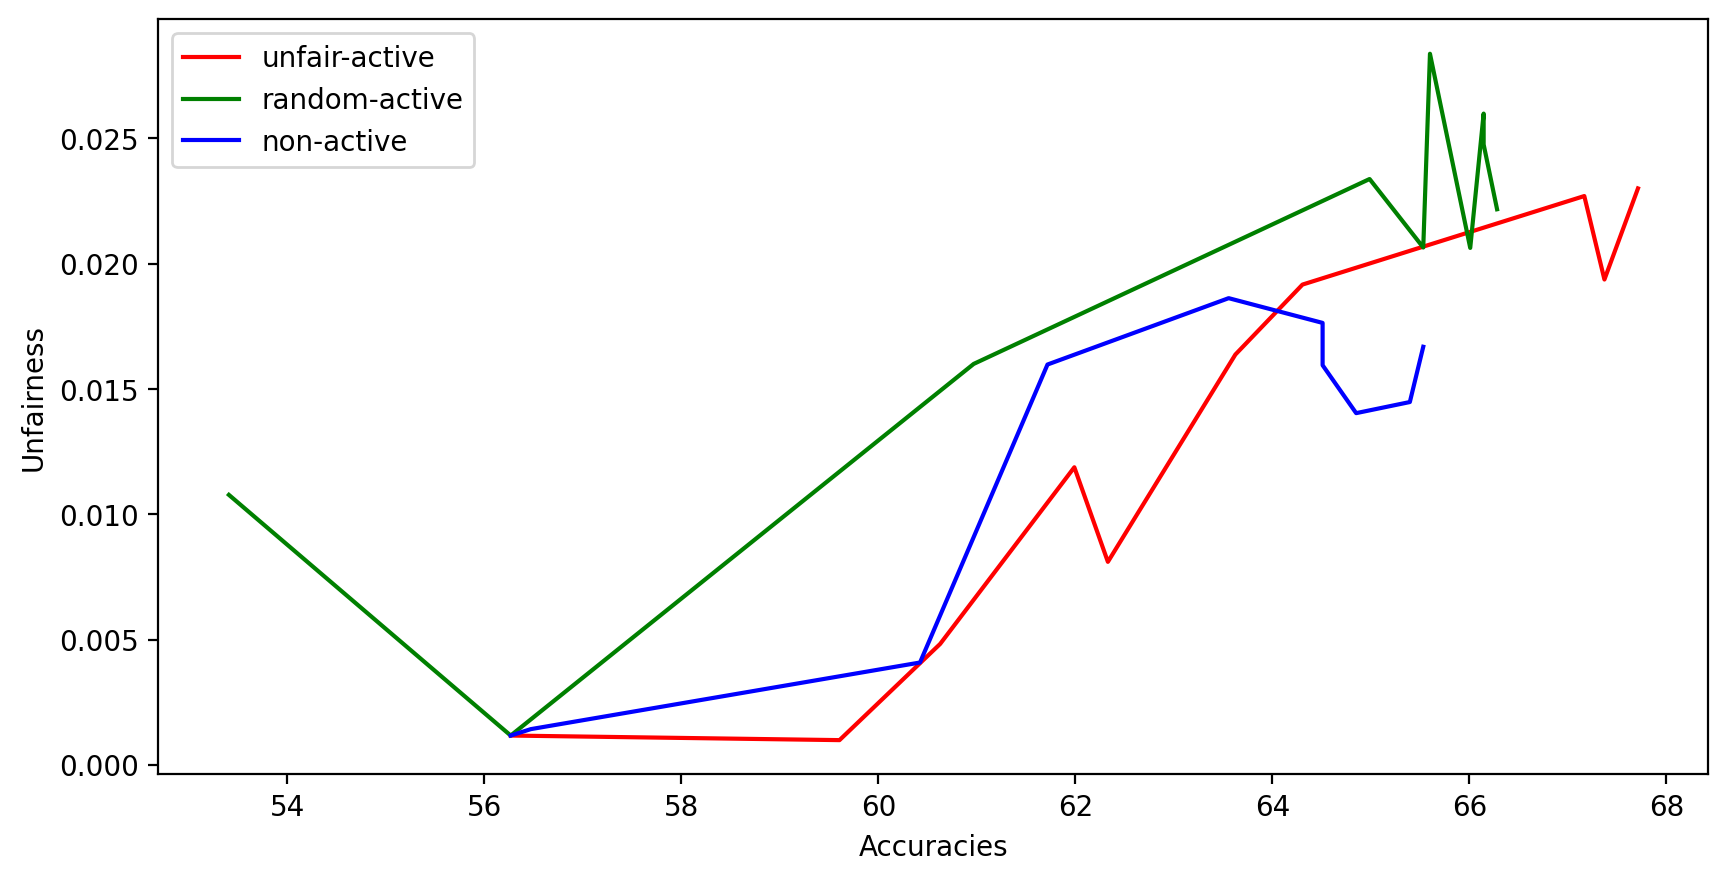 unfair-active
random-active
non-active
Unfairness
0.025
0.020
0.015
0.010
0.005
0.000
54 56 58 60 62 64 66 68
Accuracies